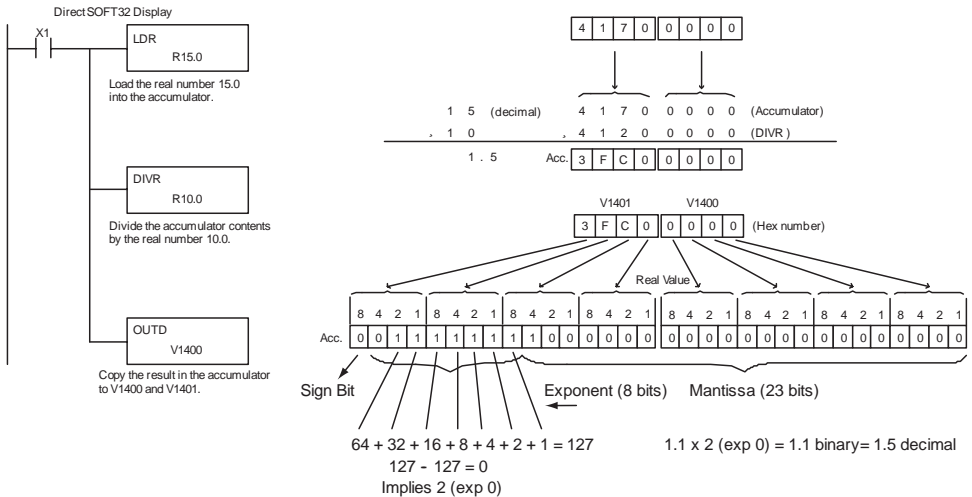 DirectSOFT32 Display
X1
LDR
R15.0
Load the real number 15.0
into the accumulator.
DIVR
R10.0
Divide the accumulator contents
by the real number 10.0.
OUTD
V1400
Copy the result in the accumulator
to V1400 and V1401.
4 1 7 0 0 0 0 0
1 5 (decimal) 4 1 7 0 0 0 0 0 (Accumulator)
¸ 1 0 ¸ 4 1 2 0 0 0 0 0 (DIVR )
1 . 5 Acc. 3 F C 0 0 0 0 0
V1401 V1400
3 F C 0 0 0 0 0 (Hex number)
Real Value
8 4 2 1 8 4 2 1 8 4 2 1 8 4 2 1 8 4 2 1 8 4 2 1 8 4 2 1 8 4 2 1
Acc. 0 0 1 1 1 1 1 1 1 1 0 0 0 0 0 0 0 0 0 0 0 0 0 0 0 0 0 0 0 0 0 0
Sign Bit Exponent (8 bits) Mantissa (23 bits)
64 + 32 + 16 + 8 + 4 + 2 + 1 = 127 1.1 x 2 (exp 0) = 1.1 binary= 1.5 decimal
127 - 127 = 0
Implies 2 (exp 0)